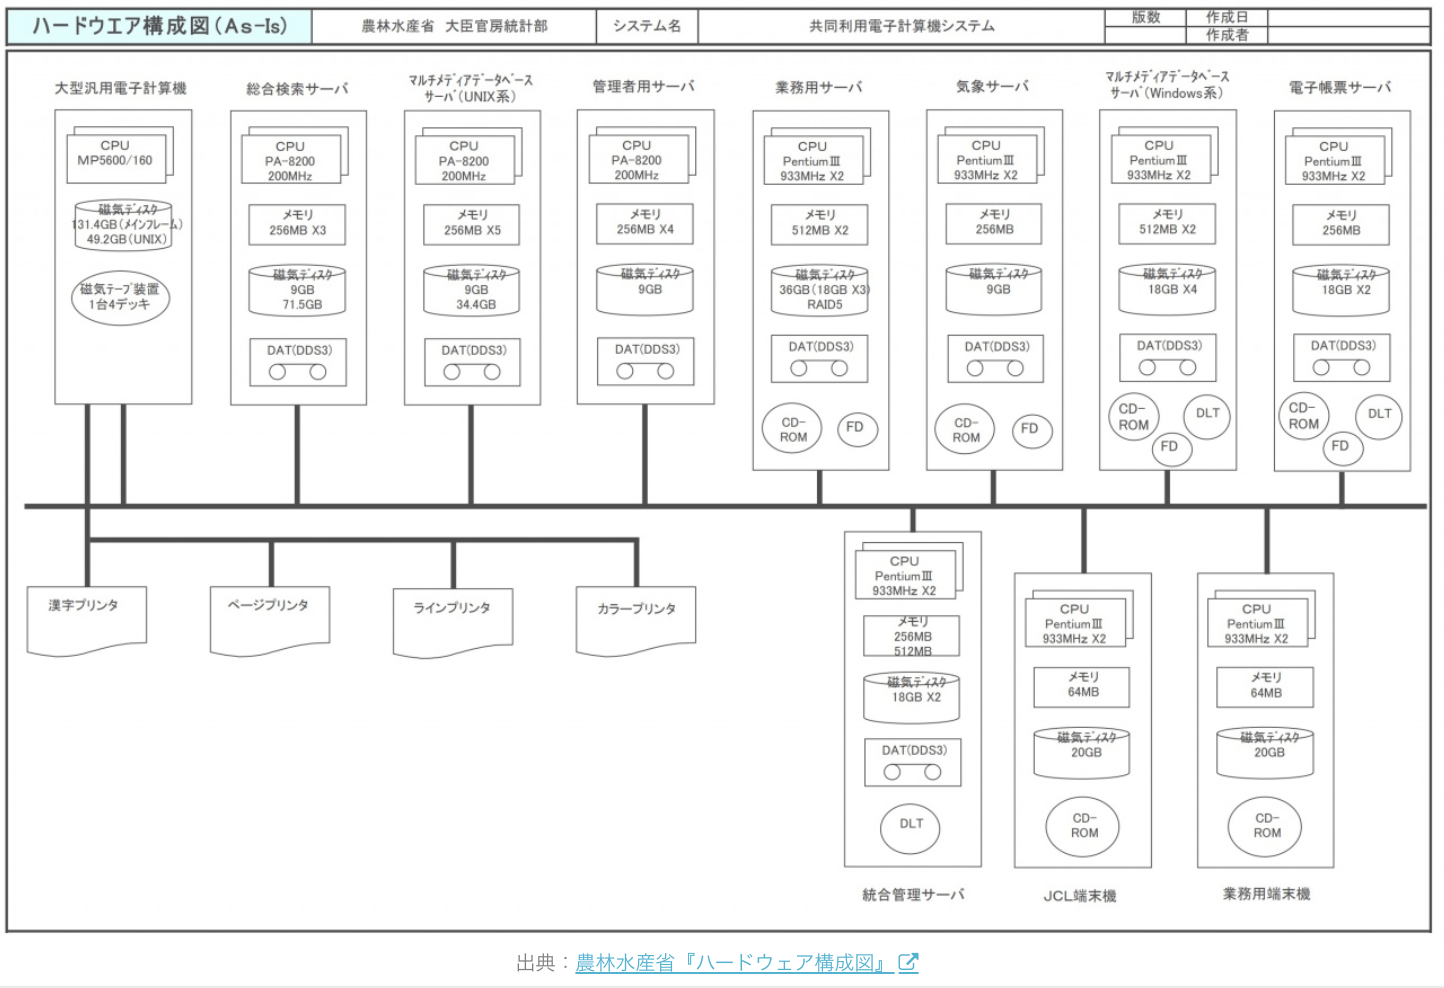 ハードウエア構成図(As-Is)
農林水産省 大臣官房統計部
システム名
共同利用電子計算機システム
版数
作成日
作成者
大型汎用電子計算機
CPU
MP5600/160
磁気ディスク
131.4GB(メインフレーム)
49.2GB(UNIX)
磁気テープ装置
1台4デッキ
総合検索サーバ
CPU
PA-8200
200MHz
メモリ
256MB X3
磁気ディスク
9GB
71.5GB
DAT(DDS3)
マルチメディアデータベース
サーバ(UNIX系)
CPU
PA-8200
200MHz
メモリ
256MB X5
磁気ディスク
9GB
34.4GB
DAT(DDS3)
管理者用サーバ
CPU
PA-8200
200MHz
メモリ
256MB X4
磁気ディスク
9GB
DAT(DDS3)
業務用サーバ
CPU
PentiumⅢ
933MHz X2
メモリ
512MB X2
磁気ディスク
36GB(18GB X3)
RAID5
DAT(DDS3)
CD-
ROM
FD
気象サーバ
CPU
PentiumⅢ
933MHz X2
メモリ
256MB
磁気ディスク
9GB
DAT(DDS3)
CD-
ROM
FD
マルチメディアデータベース
サーバ(Windows系)
CPU
PentiumⅢ
933MHz X2
メモリ
512MB X2
磁気ディスク
18GB X4
DAT(DDS3)
CD-
ROM
DLT
FD
電子帳票サーバ
CPU
PentiumⅢ
933MHz X2
メモリ
256MB
磁気ディスク
18GB X2
DAT(DDS3)
CD-
ROM
DLT
FD
漢字プリンタ
ページプリンタ
ラインプリンタ
カラープリンタ
CPU
PentiumⅢ
933MHz X2
メモリ
256MB
512MB
磁気ディスク
18GB X2
DAT(DDS3)
DLT
統合管理サーバ
CPU
PentiumⅢ
933MHz X2
メモリ
64MB
磁気ディスク
20GB
CD-
ROM
JCL端末機
CPU
PentiumⅢ
933MHz X2
メモリ
64MB
磁気ディスク
20GB
CD-
ROM
業務用端末機
出典：農林水産省『ハードウェア構成図』